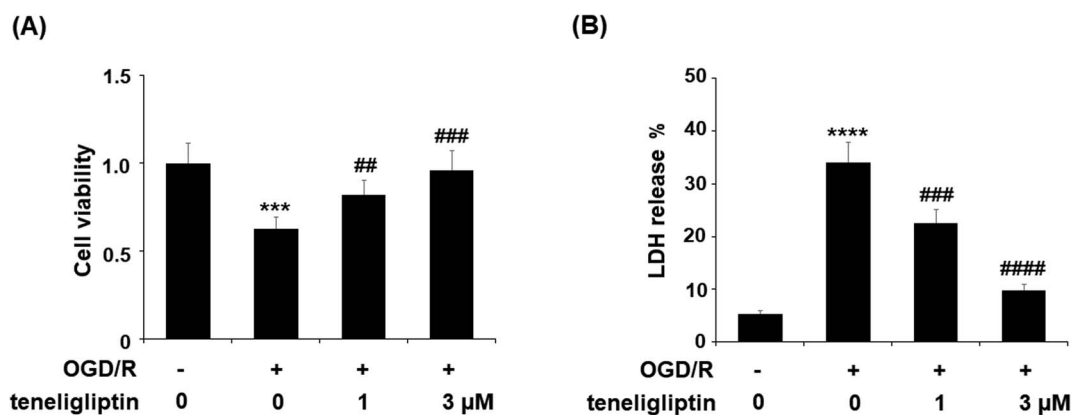 (A)
1.5
1.0
0.5
0
Cell viability
***
##
###
OGD/R - + + +
teneligliptin 0 0 1 3 µM
(B)
50
40
30
20
10
0
LDH release %
****
###
####
OGD/R - + + +
teneligliptin 0 0 1 3 µM